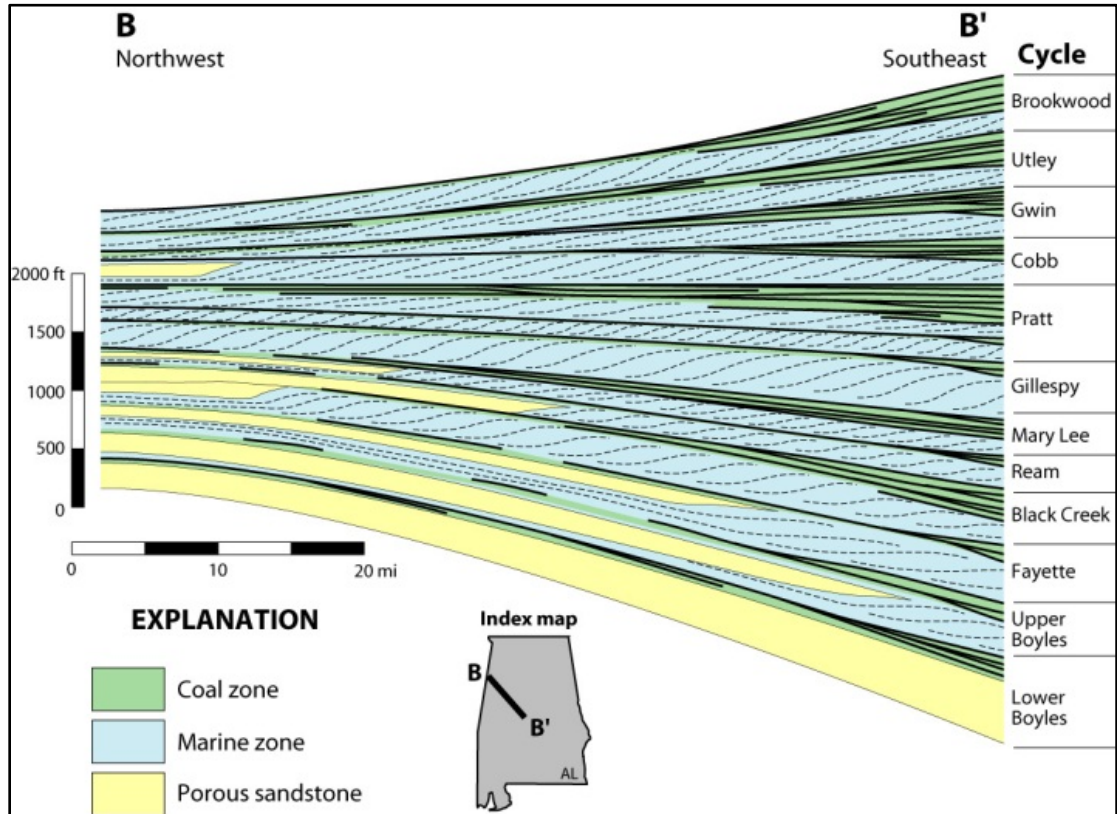 B
Northwest
B'
Southeast
Cycle
Brookwood
Utley
Gwin
Cobb
Pratt
Gillespy
Mary Lee
Ream
Black Creek
Fayette
Upper
Boyles
Lower
Boyles
2000 ft
1500
1000
500
0
0
10
20 mi
EXPLANATION
Coal zone
Marine zone
Porous sandstone
Index map
B
B'
AL